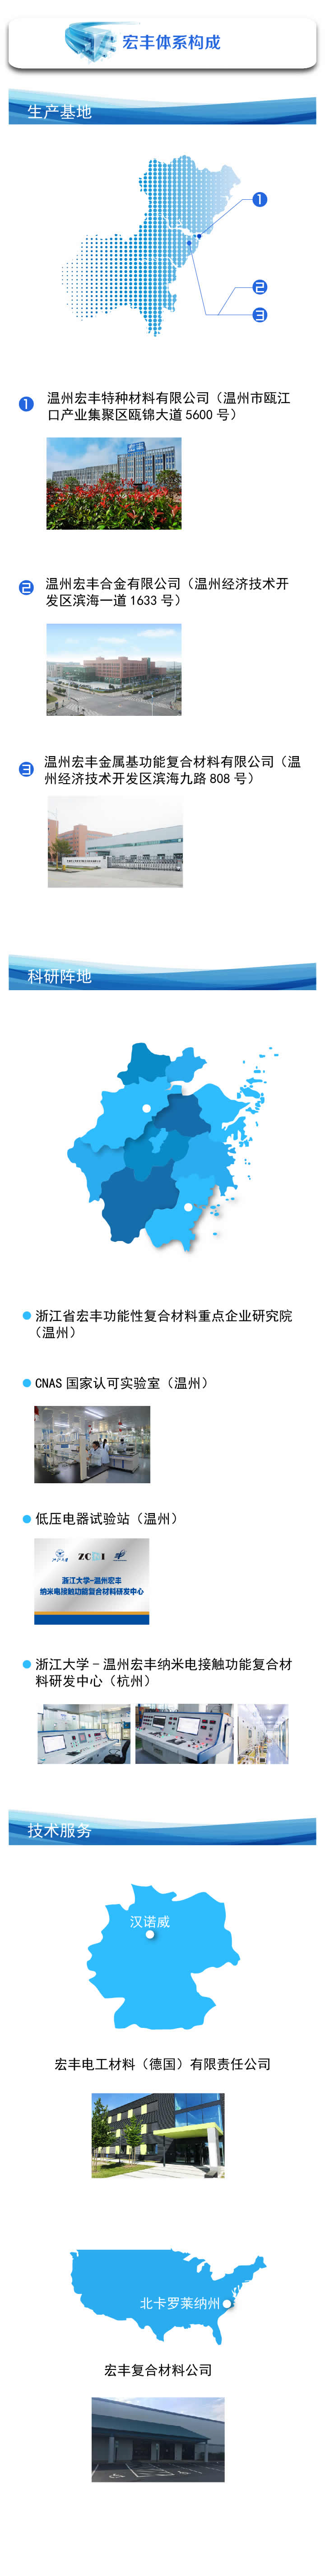 宏丰体系构成
生产基地
1
2
3
1
温州宏丰特种材料有限公司（温州市瓯江
口产业集聚区瓯锦大道 5600 号）
2
温州宏丰合金有限公司（温州经济技术开
发区滨海一道 1633 号）
3
温州宏丰金属基功能复合材料有限公司（温
州经济技术开发区滨海九路 808 号）
科研阵地
浙江省宏丰功能性复合材料重点企业研究院
（温州）
CNAS 国家认可实验室（温州）
低压电器试验站（温州）
浙江大学-温州宏丰
纳米电接触功能复合材料研发中心
浙江大学 - 温州宏丰纳米电接触功能复合材
料研发中心（杭州）
技术服务
汉诺威
宏丰电工材料（德国）有限责任公司
北卡罗莱纳州
宏丰复合材料公司